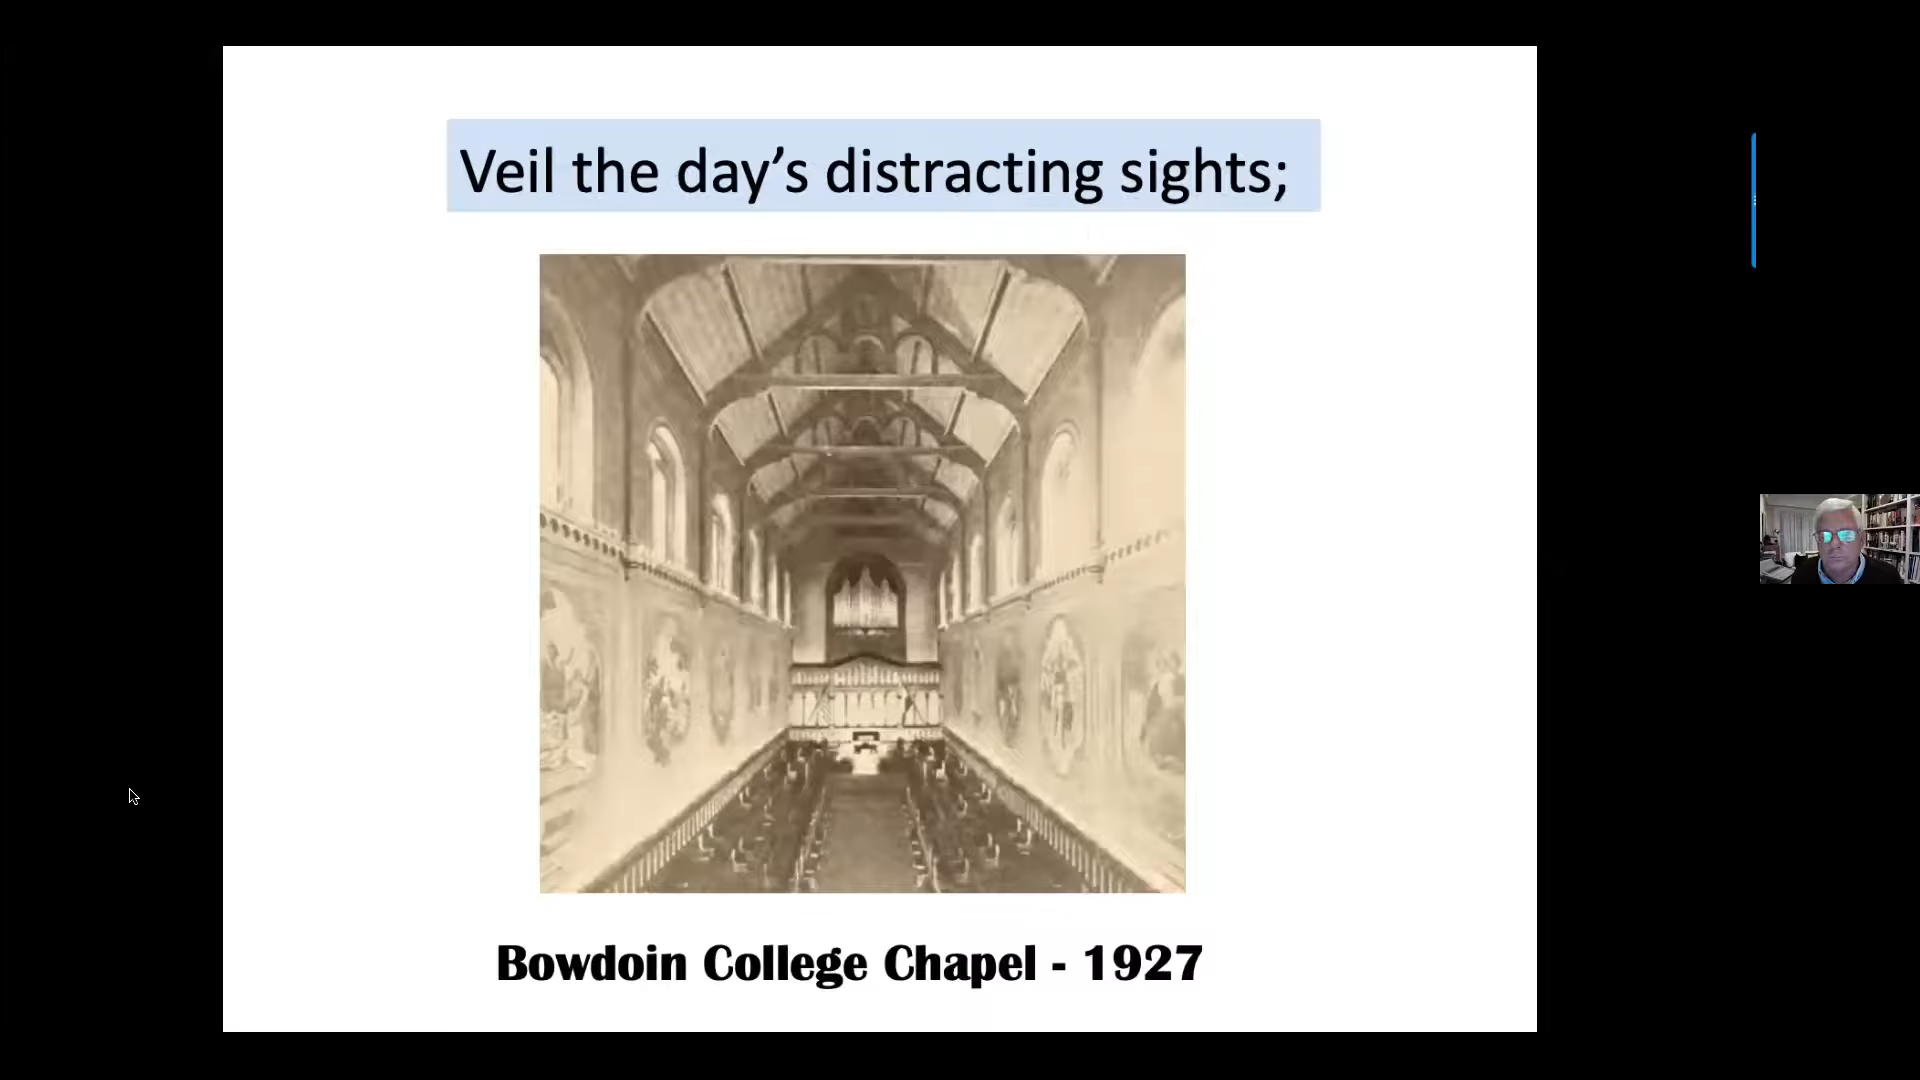 Veil the day’s distracting sights;
Bowdoin College Chapel - 1927